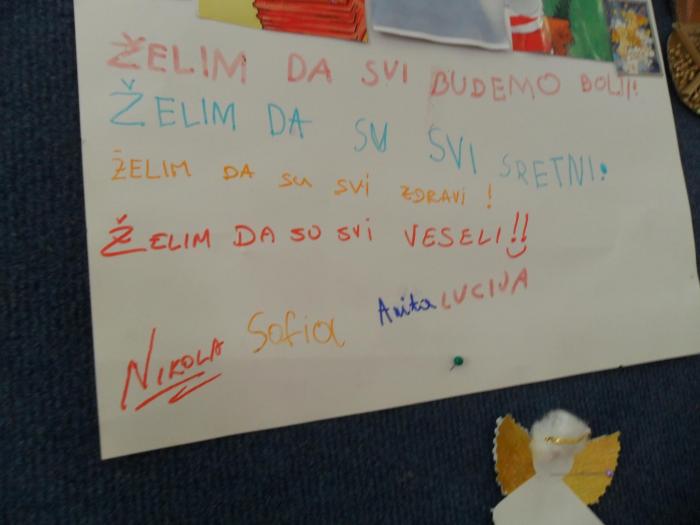 ŽELIM DA SVI BUDEMO BOLJI!
ŽELIM DA SU SVI SRETNI!
ŽELIM DA SU SVI ZDRAVI !
ŽELIM DA SO SVI VESELI!!
NIKOLA Sofia Anita LUCIJA